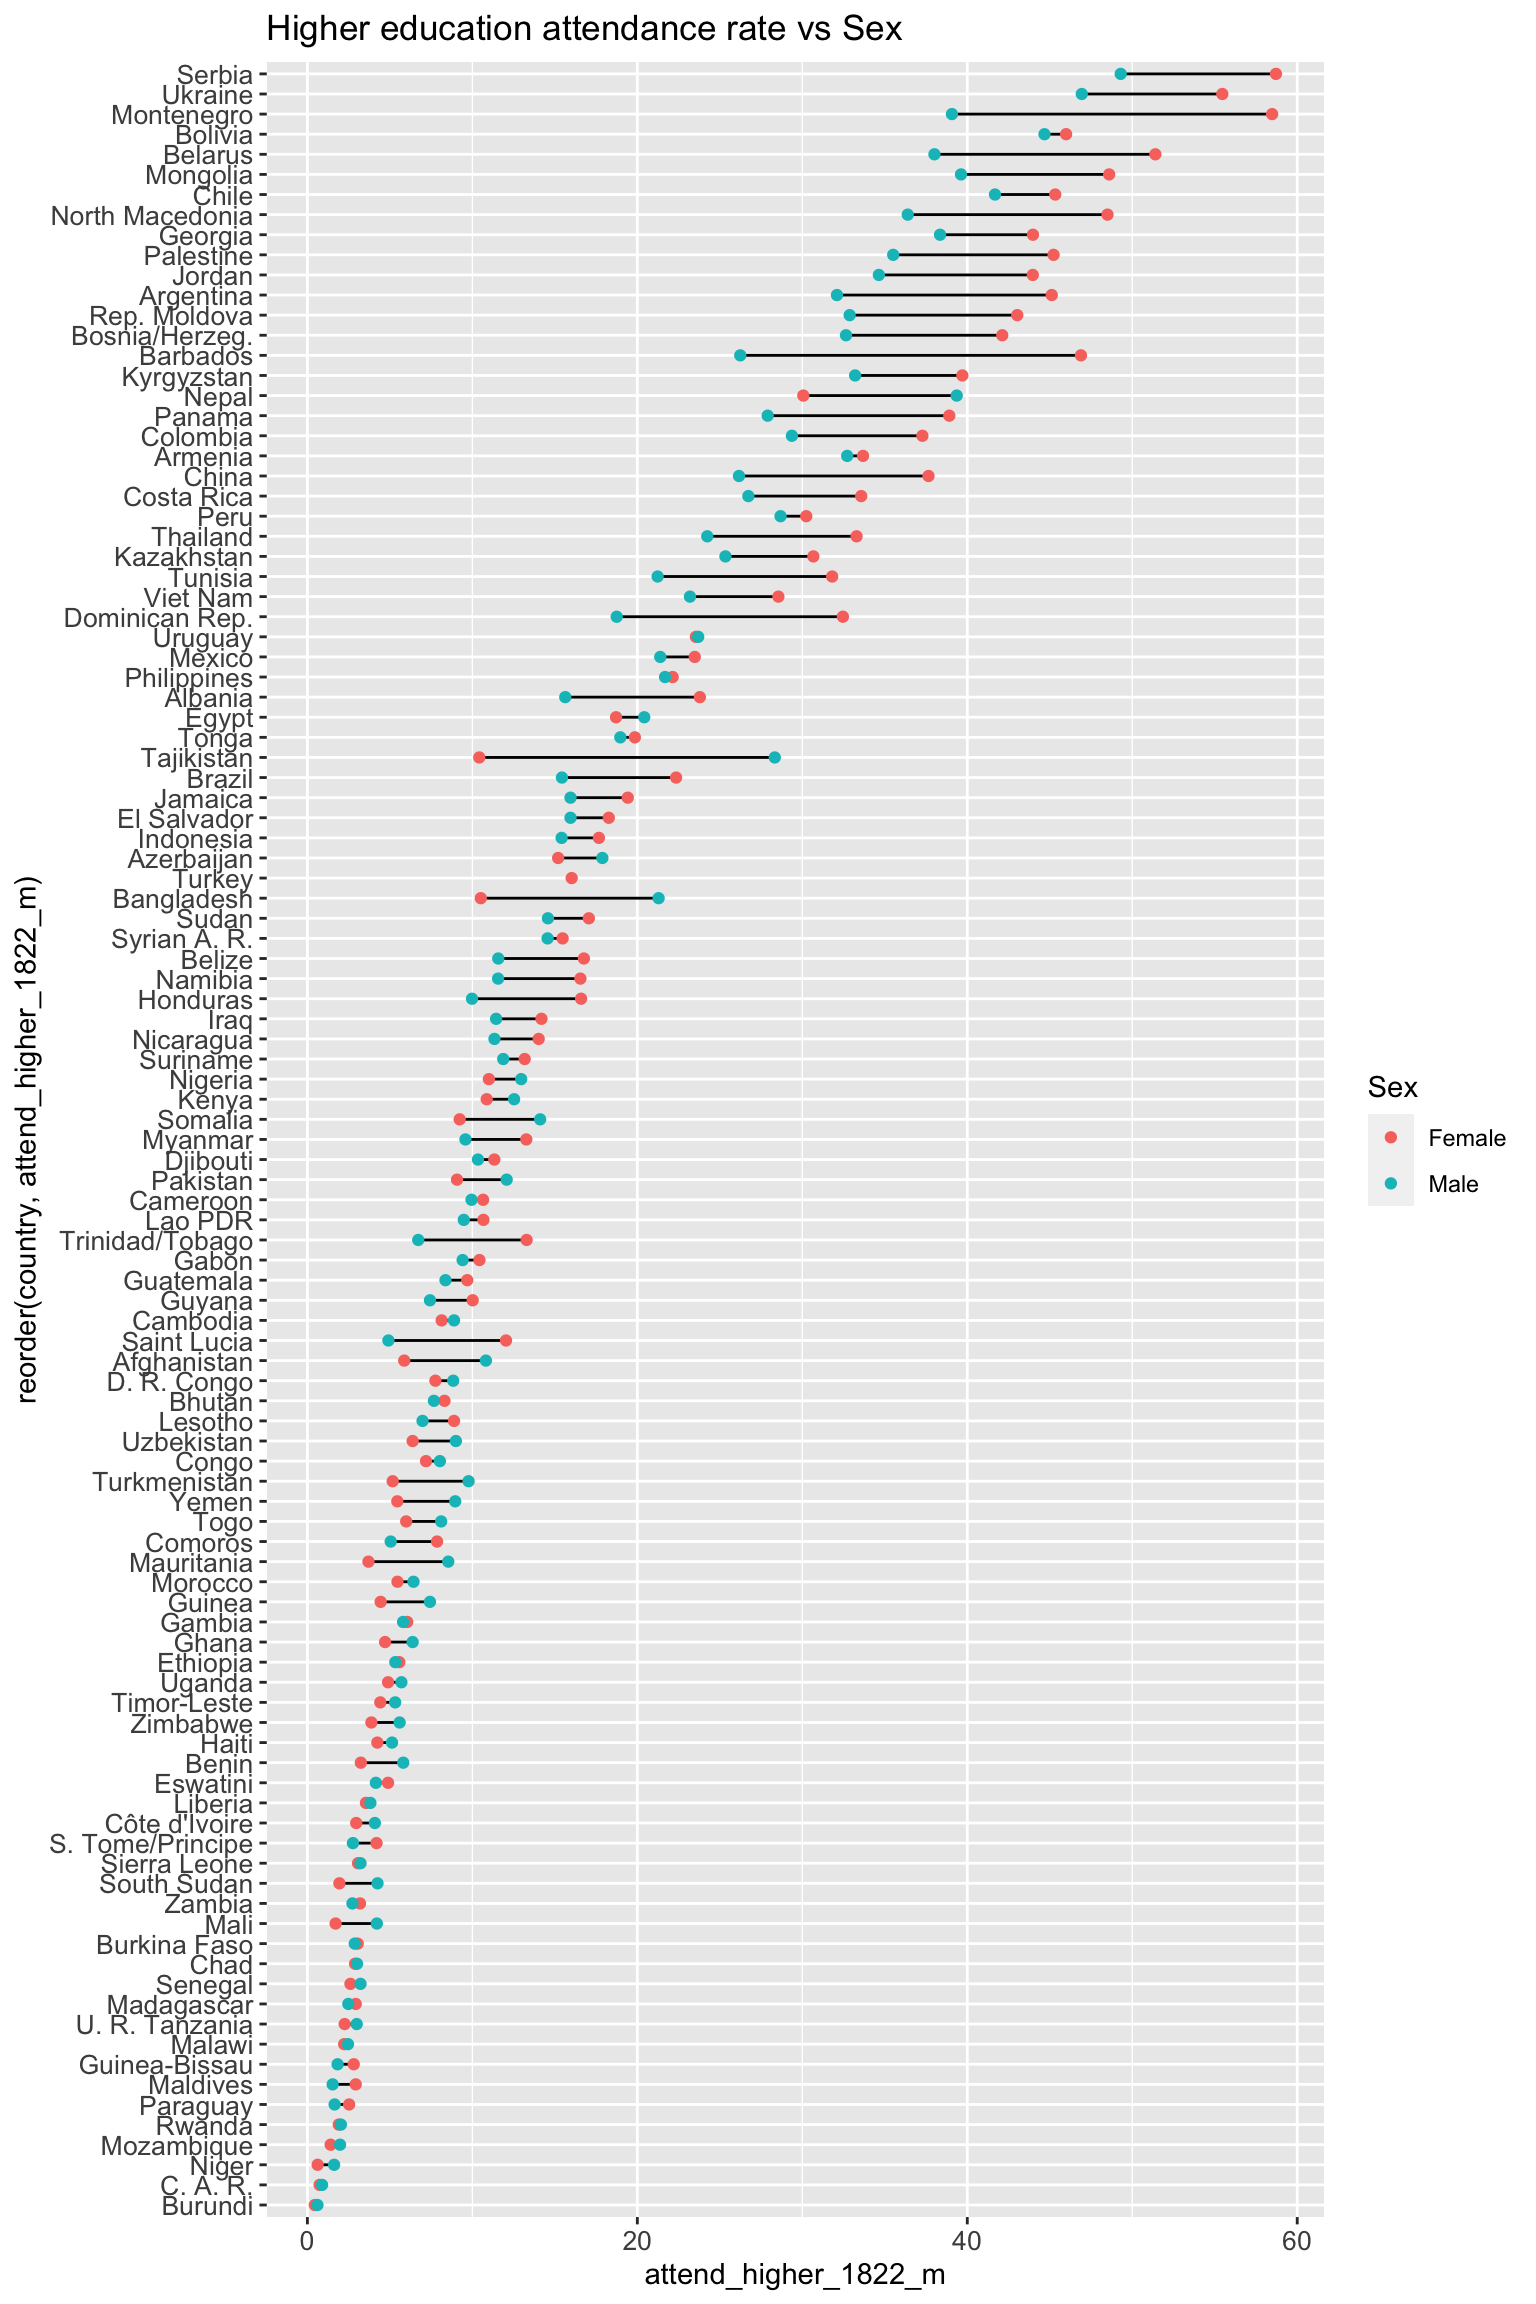 Higher education attendance rate vs Sex
Serbia
Ukraine
Montenegro
Bolivia
Belarus
Mongolia
Chile
North Macedonia
Georgia
Palestine
Jordan
Argentina
Rep. Moldova
Bosnia/Herzeg.
Barbados
Kyrgyzstan
Nepal
Panama
Colombia
Armenia
China
Costa Rica
Peru
Thailand
Kazakhstan
Tunisia
Viet Nam
Dominican Rep.
Uruguay
Mexico
Philippines
Albania
Egypt
Tonga
Tajikistan
Brazil
Jamaica
El Salvador
Indonesia
Azerbaijan
Turkey
Bangladesh
Sudan
Syrian A. R.
Belize
Namibia
Honduras
Iraq
Nicaragua
Suriname
Nigeria
Kenya
Somalia
Myanmar
Djibouti
Pakistan
Cameroon
Lao PDR
Trinidad/Tobago
Gabon
Guatemala
Guyana
Cambodia
Saint Lucia
Afghanistan
D. R. Congo
Bhutan
Lesotho
Uzbekistan
Congo
Turkmenistan
Yemen
Togo
Comoros
Mauritania
Morocco
Guinea
Gambia
Ghana
Ethiopia
Uganda
Timor-Leste
Zimbabwe
Haiti
Benin
Eswatini
Liberia
Côte d'Ivoire
S. Tome/Principe
Sierra Leone
South Sudan
Zambia
Mali
Burkina Faso
Chad
Senegal
Madagascar
U. R. Tanzania
Malawi
Guinea-Bissau
Maldives
Paraguay
Rwanda
Mozambique
Niger
C. A. R.
Burundi
reorder(country, attend_higher_1822_m)
0 20 40 60
attend_higher_1822_m
Sex
Female
Male